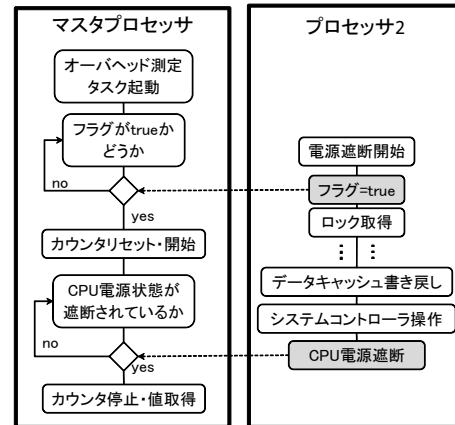 マスタプロセッサ
オーバヘッド測定
タスク起動
フラグがtrueか
どうか
no
yes
カウンタリセット・開始
CPU電源状態が
遮断されているか
no
yes
カウンタ停止・値取得
プロセッサ2
電源遮断開始
フラグ=true
ロック取得
データキャッシュ書き戻し
システムコントローラ操作
CPU電源遮断